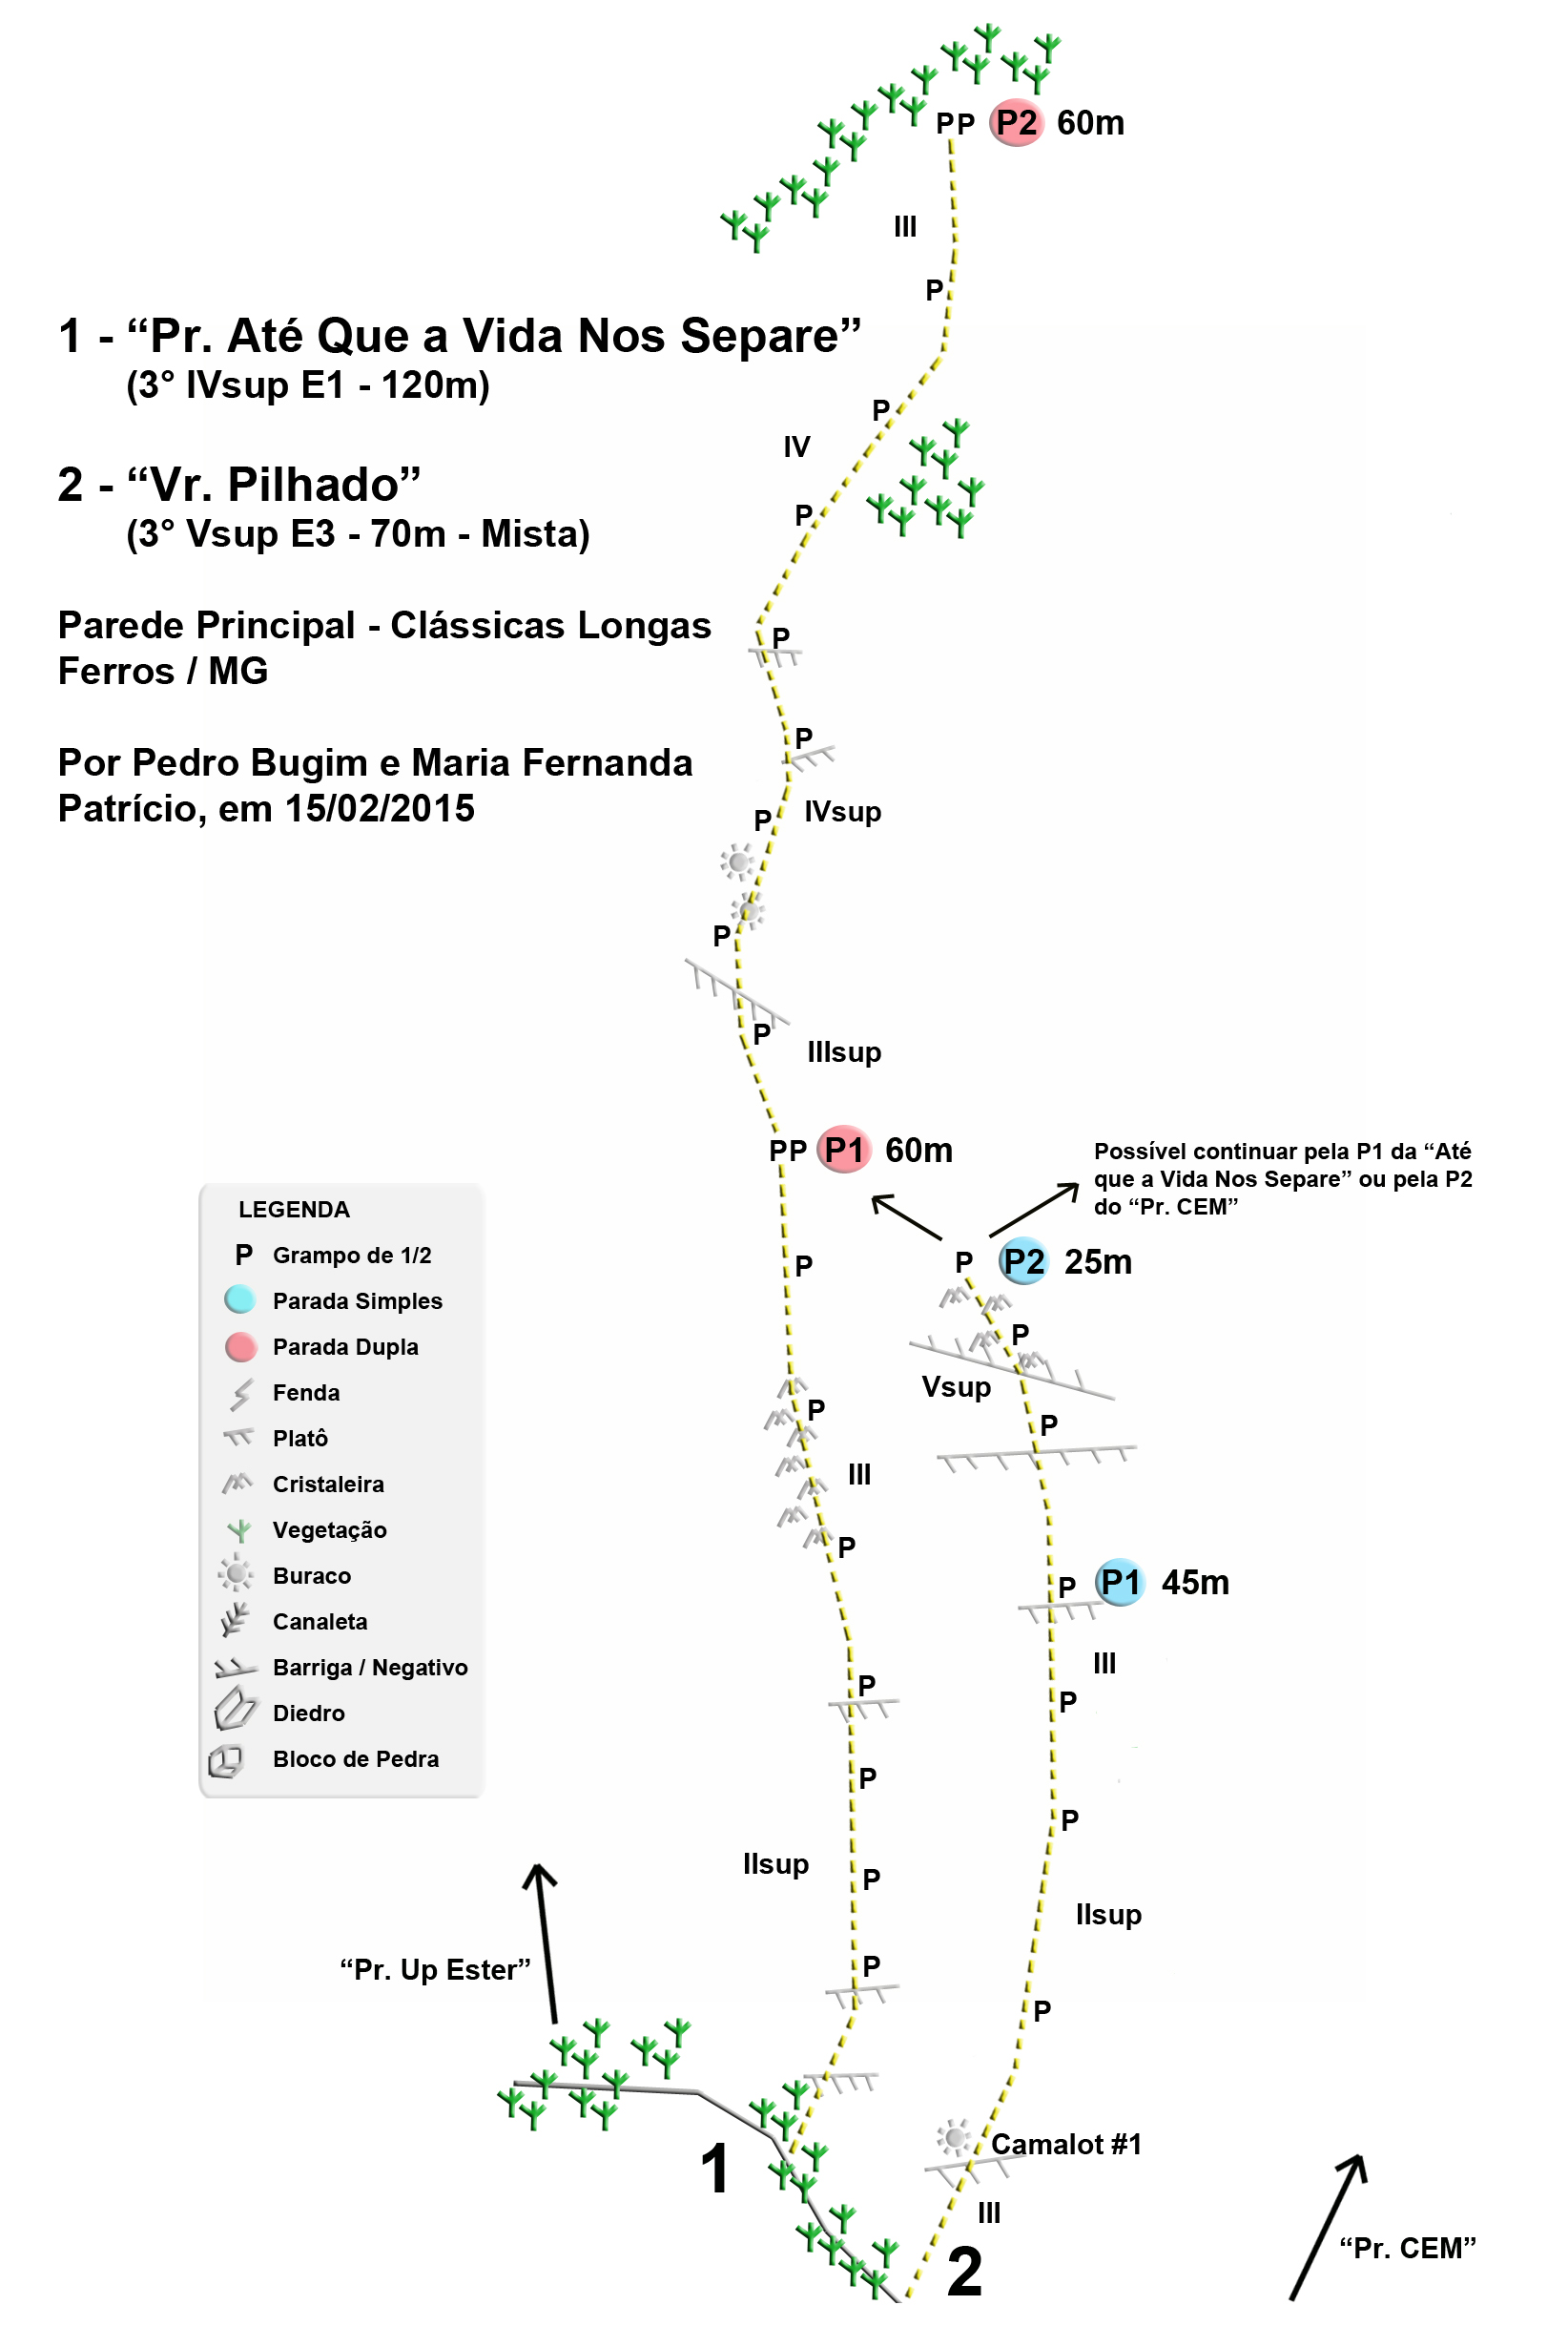 PP P2 60m
III
P
1 - “Pr. Até Que a Vida Nos Separe”
(3° IVsup E1 - 120m)
P
IV
2 - “Vr. Pilhado”
(3° Vsup E3 - 70m - Mista)
P
Parede Principal - Clássicas Longas
Ferros / MG
P
P
Por Pedro Bugim e Maria Fernanda
Patrício, em 15/02/2015
IVsup
P
P
P
IIIsup
PP P1 60m
Possível continuar pela P1 da “Até
que a Vida Nos Separe” ou pela P2
do “Pr. CEM”
P P2 25m
P
P
Vsup
P
P
III
P
P P1 45m
III
P
P
P
P
IIsup
P
IIsup
P
P
LEGENDA
P Grampo de 1/2
Parada Simples
Parada Dupla
Fenda
Platô
Cristaleira
Vegetação
Buraco
Canaleta
Barriga / Negativo
Diedro
Bloco de Pedra
“Pr. Up Ester”
Camalot #1
1
III
2
“Pr. CEM”